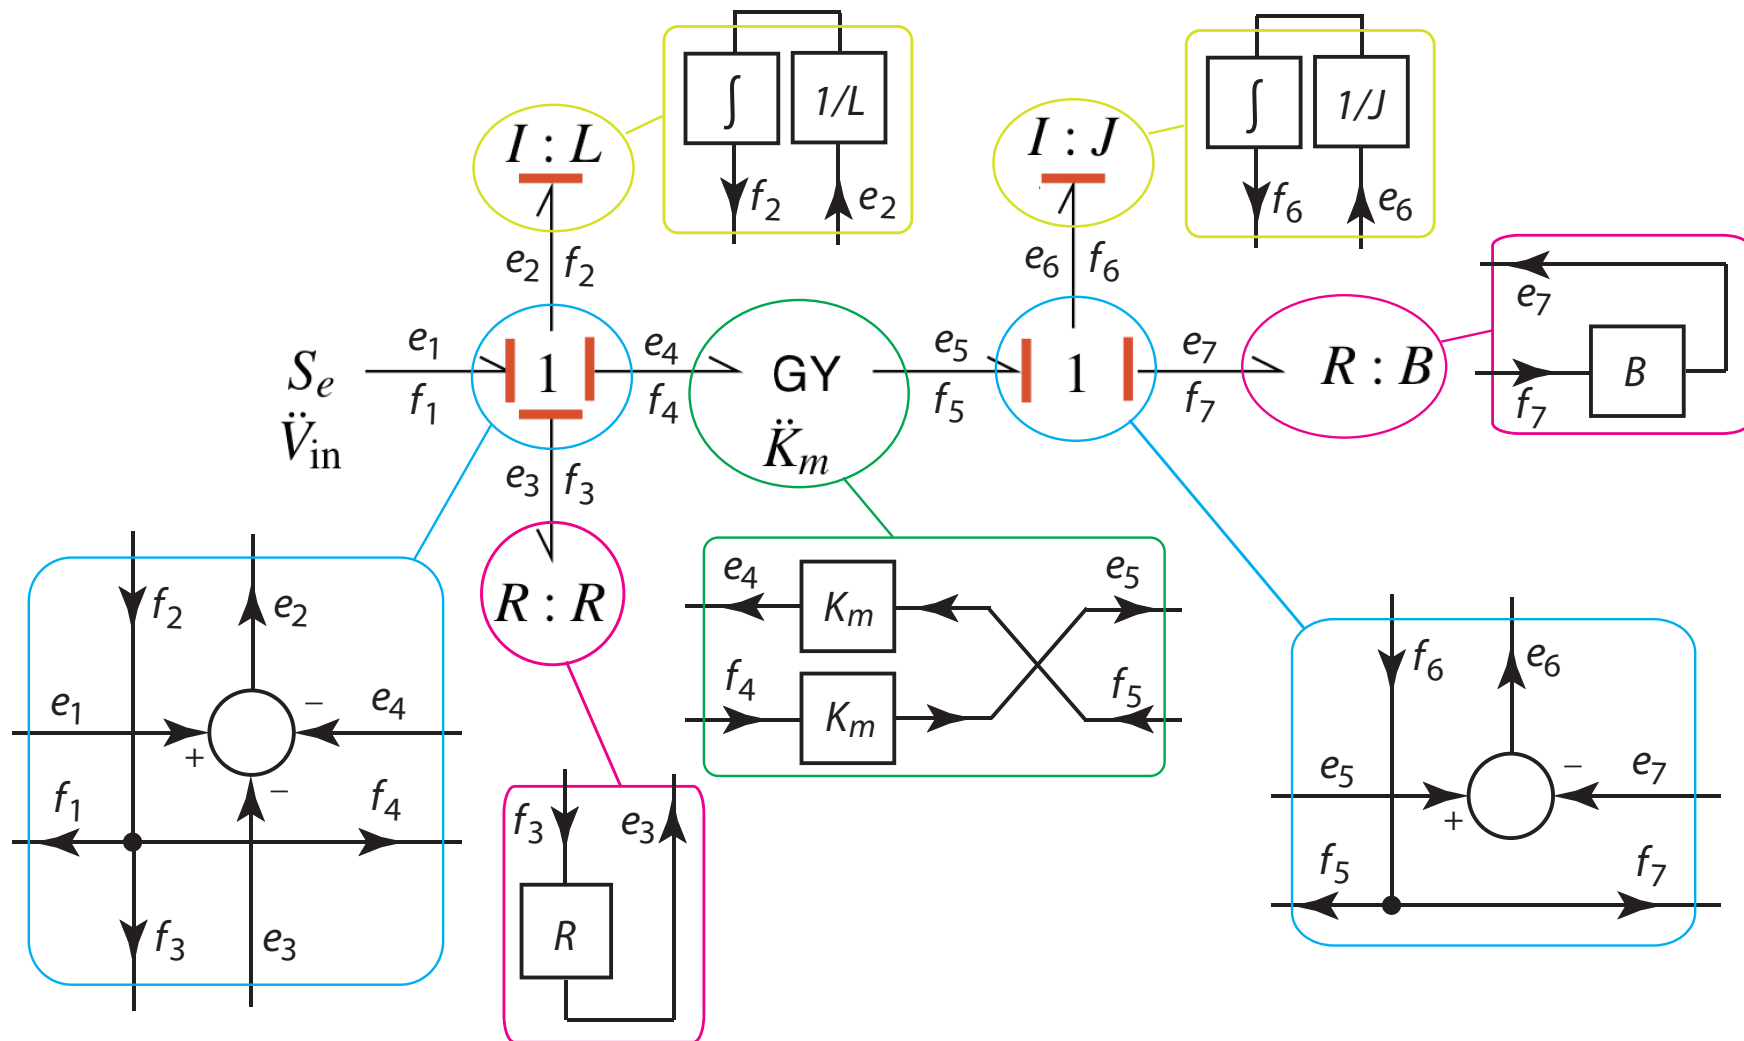 ∫
1/L
f2
e2
∫
1/J
f6
e6
I : L
I : J
e2 f2
e6 f6
e7
B
f7
Se
V̈in
e1
f1
1
e4
f4
GY
K̈m
e5
f5
1
e7
f7
R : B
e3 f3
R : R
f2
e2
e1
e4
−
+
−
f1
f4
f3
e3
e4
Km
e5
f4
Km
f5
f3
e3
R
f6
e6
e5
e7
−
+
f5
f7